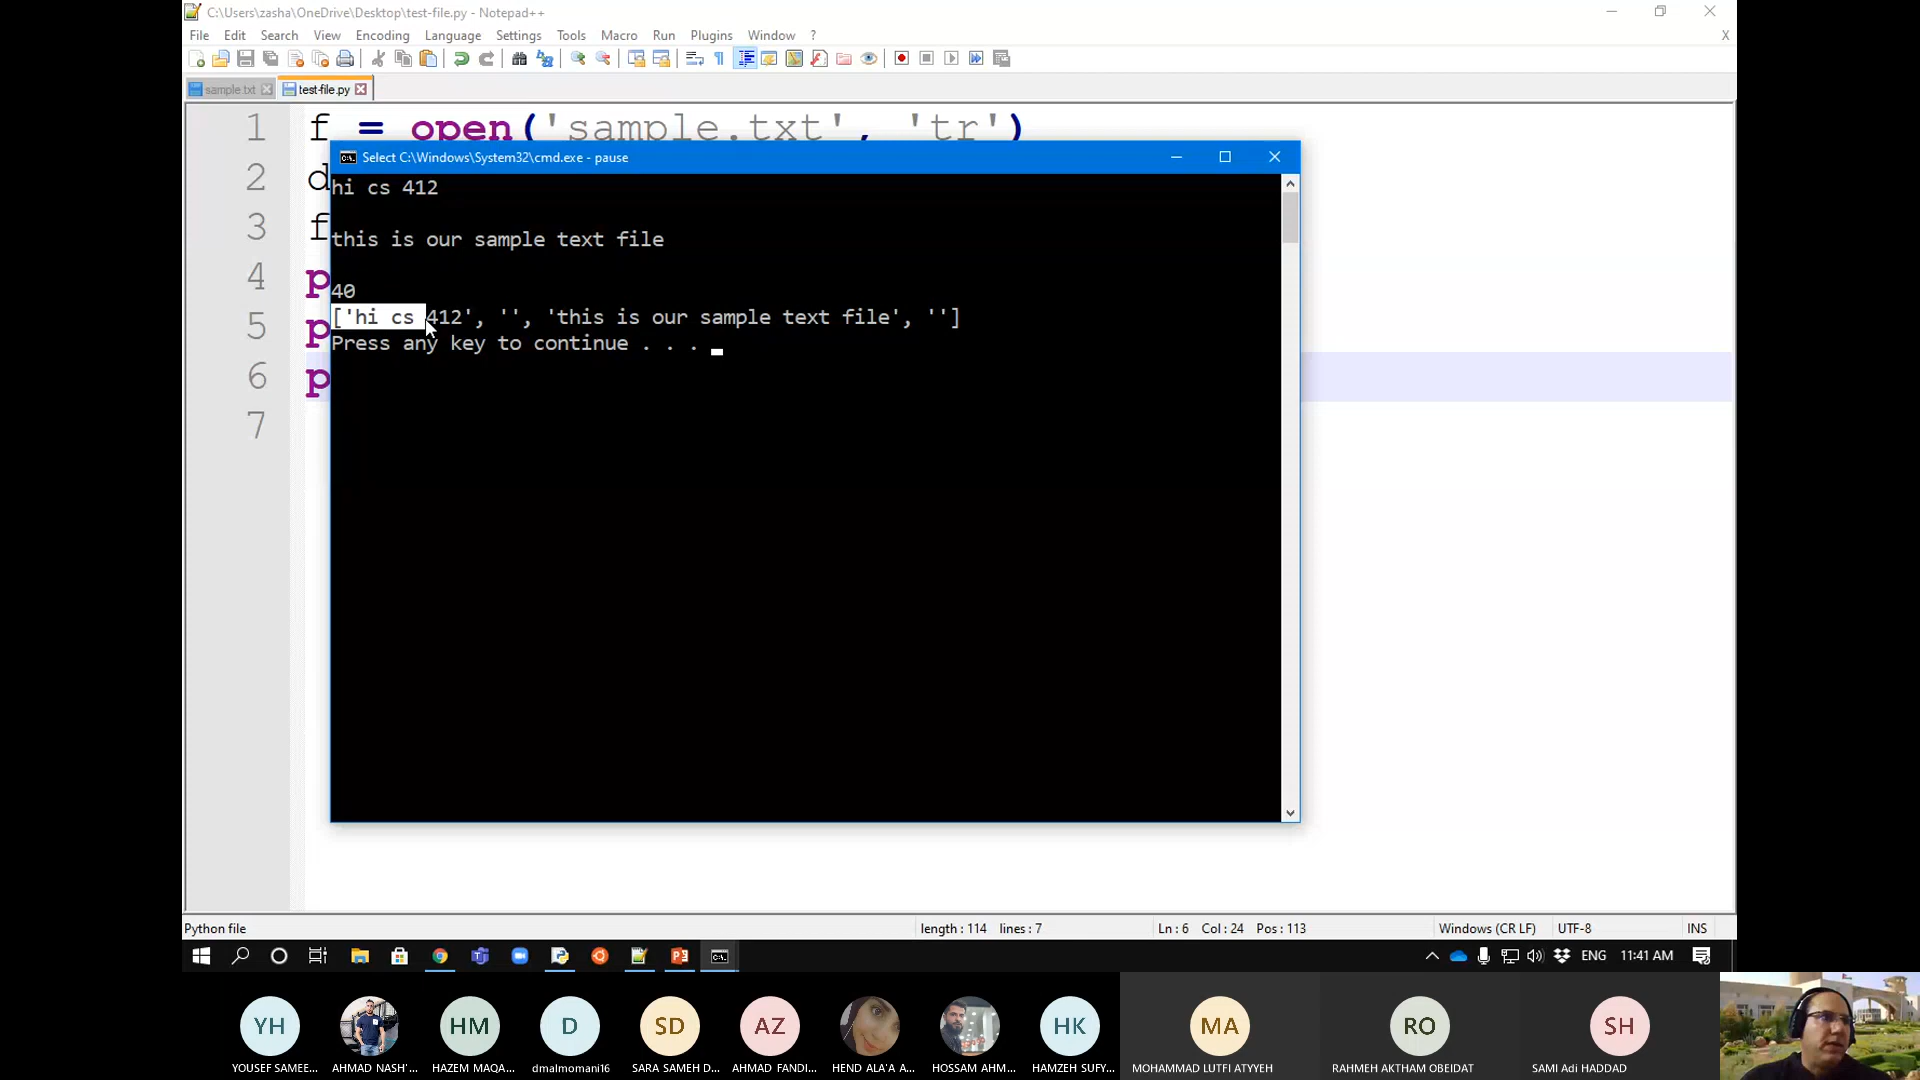 C:\Users\zasha\OneDrive\Desktop\test-file.py - Notepad++
File Edit Search View Encoding Language Settings Tools Macro Run Plugins Window ? X
sample.txt test-file.py
1 f = open('sample.txt', 'tr')
2 d
3 f
4 p
5 p
6 p
7
Select C:\Windows\System32\cmd.exe - pause
hi cs 412
this is our sample text file
40
['hi cs 412', '', 'this is our sample text file', '']
Press any key to continue . . .
Python file length : 114 lines : 7 Ln : 6 Col : 24 Pos : 113 Windows (CR LF) UTF-8 INS
ENG 11:41 AM
YH HM D SD AZ HK MA RO SH
YOUSEF SAMEE... AHMAD NASH'... HAZEM MAQA... dmalmomani16 SARA SAMEH D... AHMAD FANDI... HEND ALA'A A... HOSSAM AHM... HAMZEH SUFY... MOHAMMAD LUTFI ATYYEH RAHMEH AKTHAM OBEIDAT SAMI Adi HADDAD